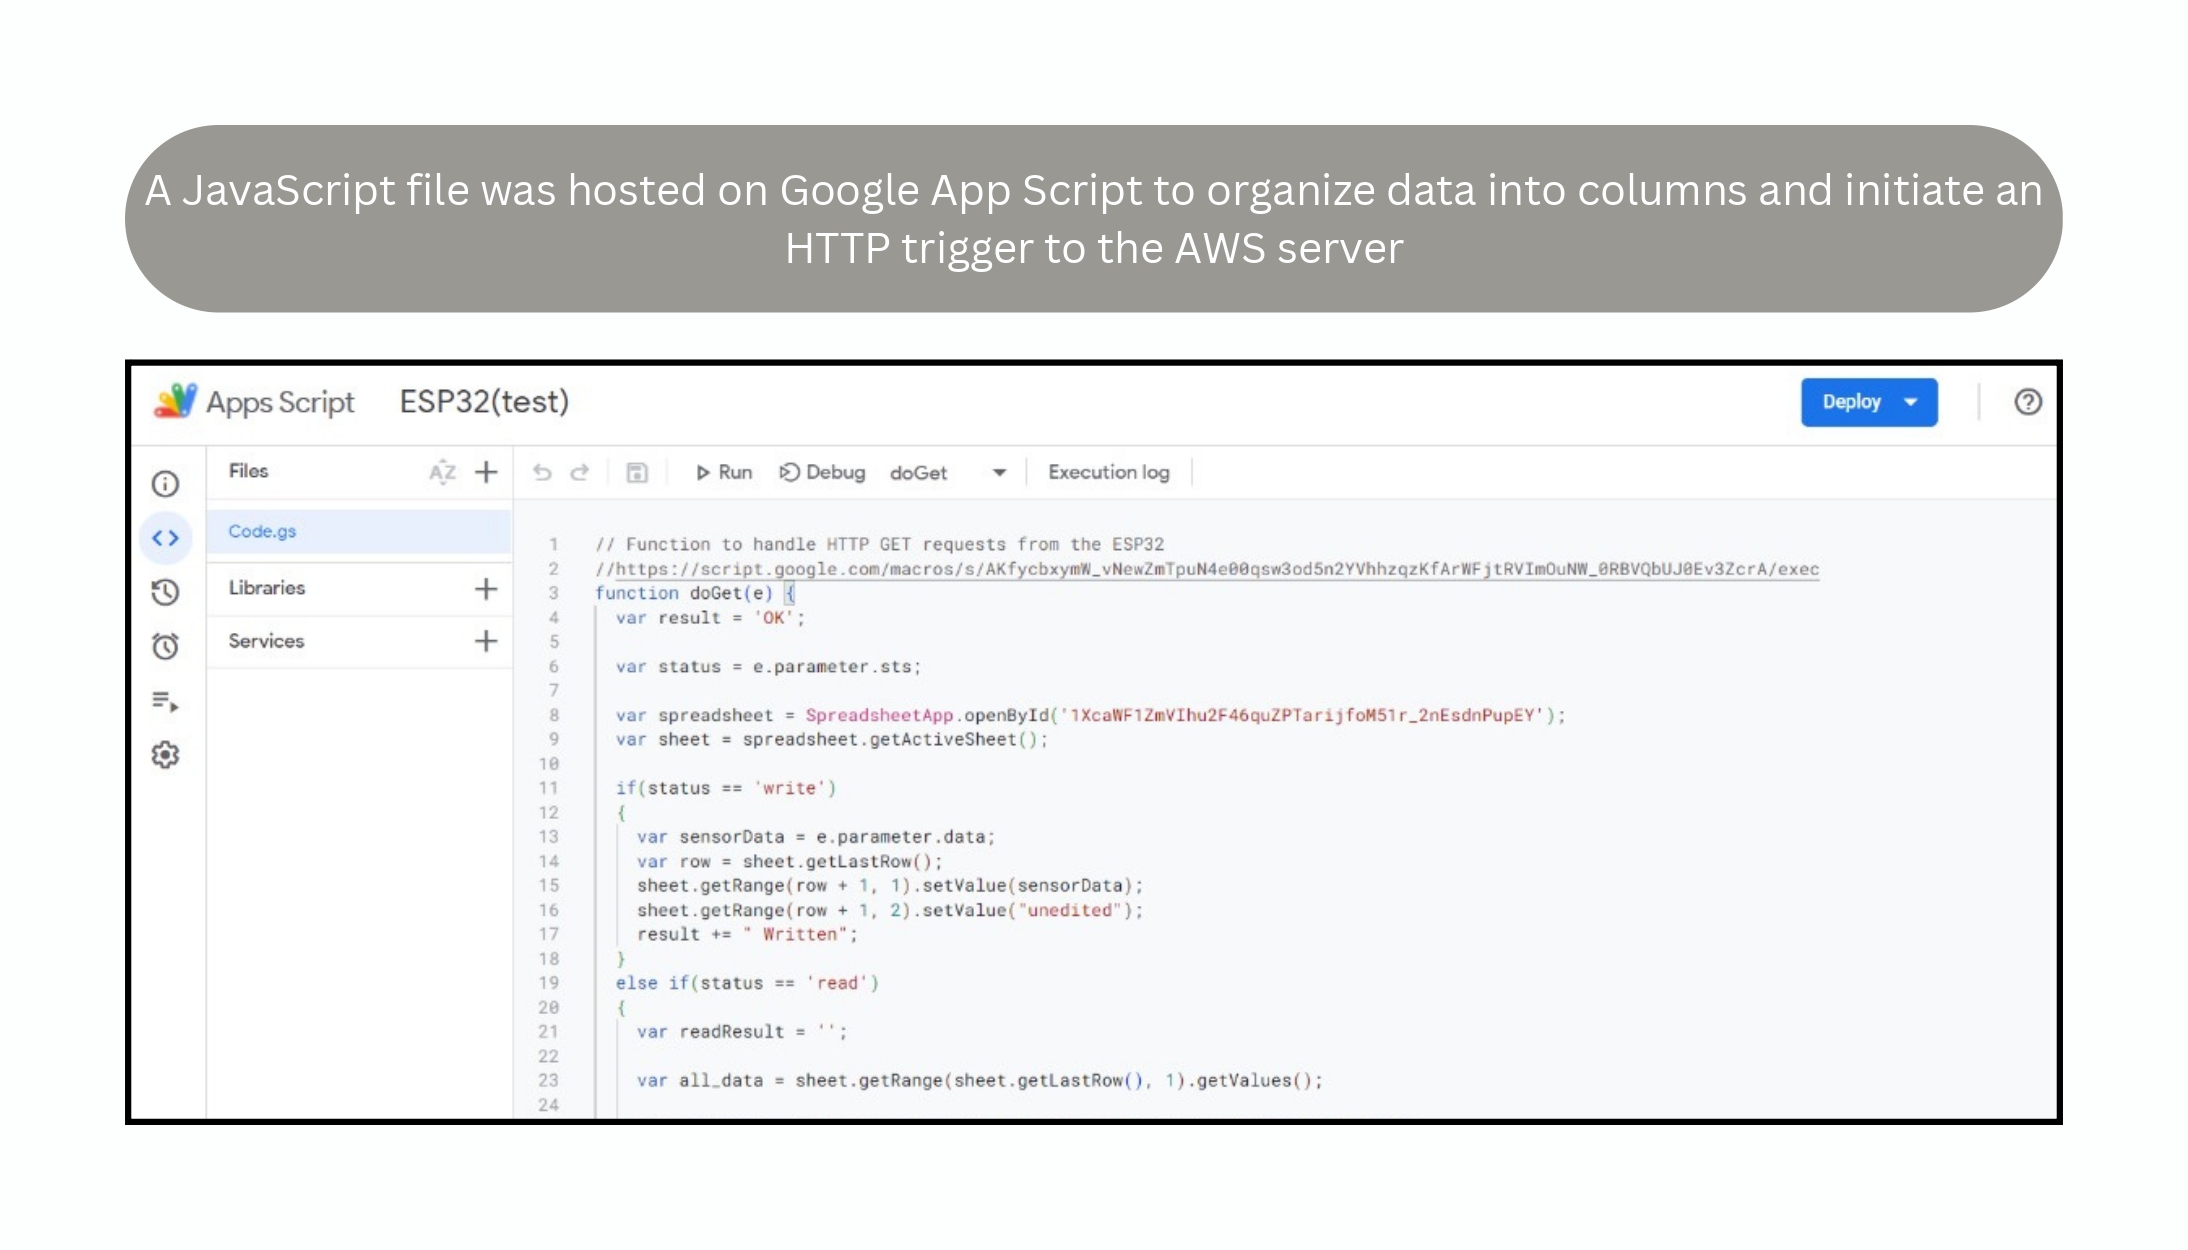 A JavaScript file was hosted on Google App Script to organize data into columns and initiate an
HTTP trigger to the AWS server
Apps Script ESP32(test) Deploy
Files AZ Run Debug doGet Execution log
Code.gs
Libraries
Services
1 // Function to handle HTTP GET requests from the ESP32
2 //https://script.google.com/macros/s/AKfycbxymW_vNewZmTpuN4e00qsw3od5n2YVhhzqzKfArWFjtRVImOuNW_0RBVQbUJ0Ev3ZcrA/exec
3 function doGet(e) {
4 var result = 'OK';
5
6 var status = e.parameter.sts;
7
8 var spreadsheet = SpreadsheetApp.openById('1XcaWF1ZmVIhu2F46quZPTarijfoM51r_2nEsdnPupEY');
9 var sheet = spreadsheet.getActiveSheet();
10
11 if(status == 'write')
12 {
13 var sensorData = e.parameter.data;
14 var row = sheet.getLastRow();
15 sheet.getRange(row + 1, 1).setValue(sensorData);
16 sheet.getRange(row + 1, 2).setValue("unedited");
17 result += " Written";
18 }
19 else if(status == 'read')
20 {
21 var readResult = '';
22
23 var all_data = sheet.getRange(sheet.getLastRow(), 1).getValues();
24